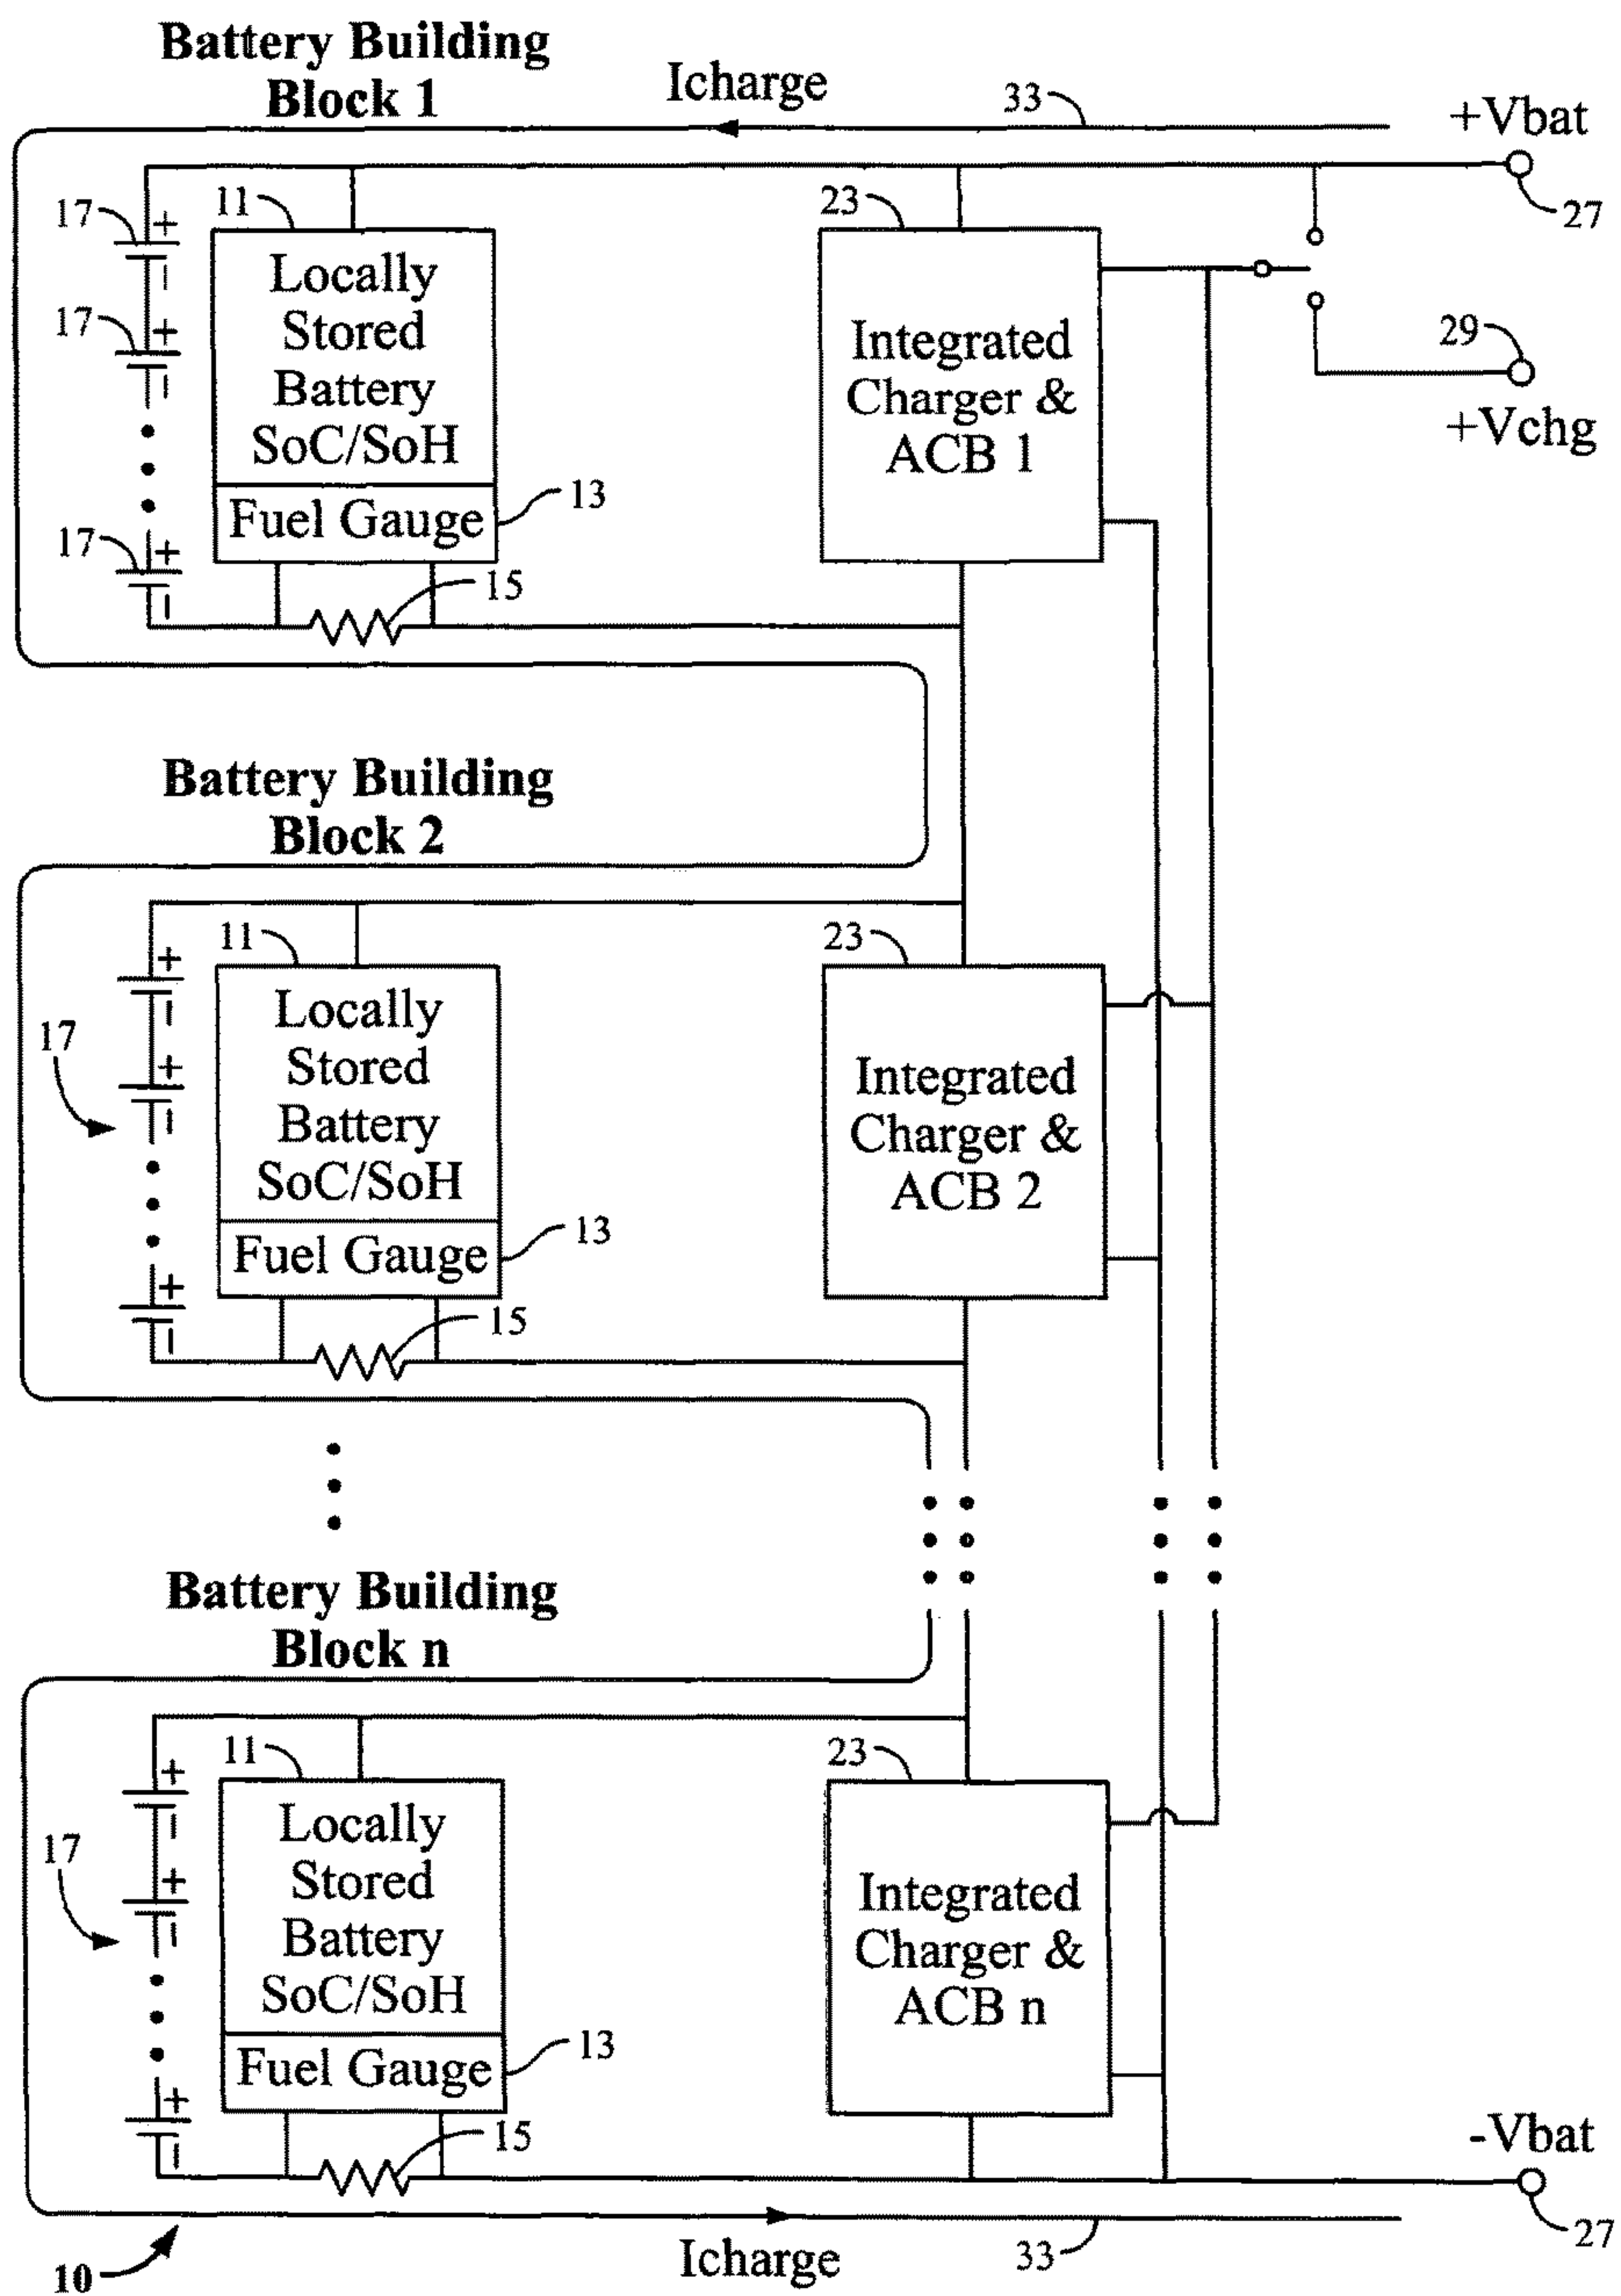 Battery Building
Block 1
Icharge
33
+Vbat
27
17
+
−
17
+
−
17
+
−
11
Locally
Stored
Battery
SoC/SoH
Fuel Gauge
13
15
23
Integrated
Charger &
ACB 1
29
+Vchg
Battery Building
Block 2
17
+
−
+
−
+
−
11
Locally
Stored
Battery
SoC/SoH
Fuel Gauge
13
15
23
Integrated
Charger &
ACB 2
Battery Building
Block n
17
+
−
+
−
+
−
11
Locally
Stored
Battery
SoC/SoH
Fuel Gauge
13
15
23
Integrated
Charger &
ACB n
-Vbat
27
10
Icharge
33